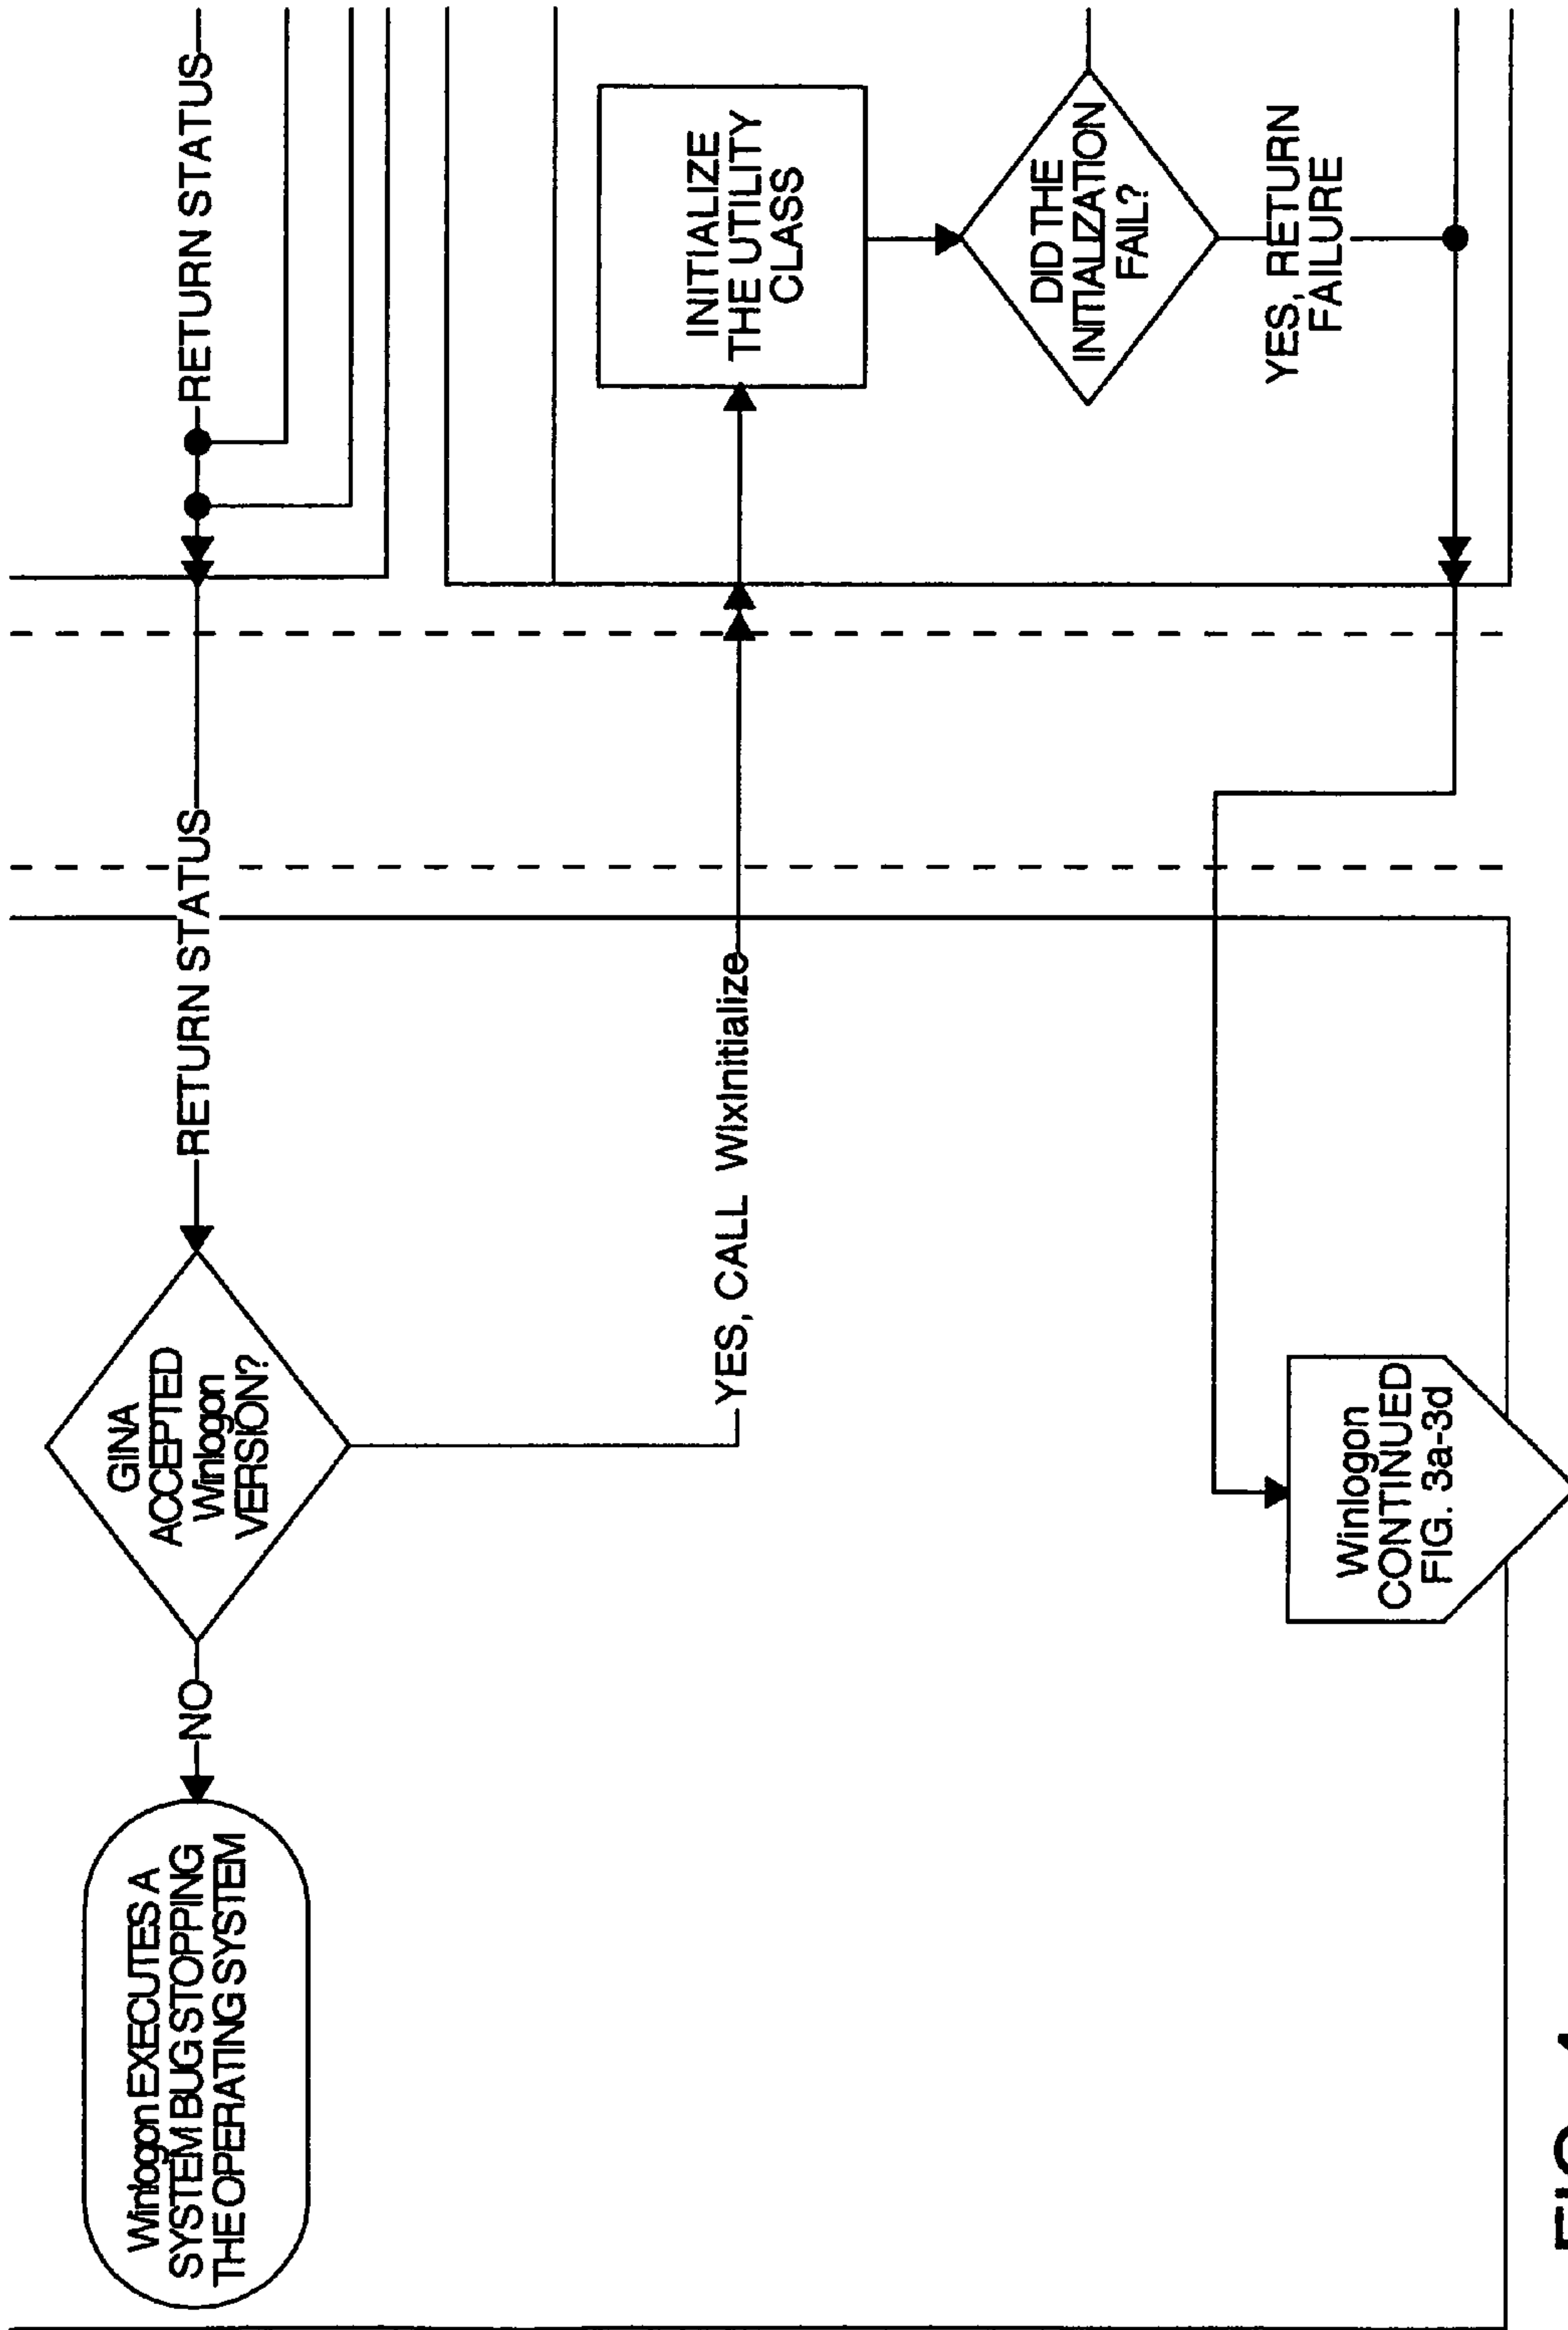 Winlogon EXECUTES A
SYSTEM BUG STOPPING
THE OPERATING SYSTEM
NO
GINA
ACCEPTED
Winlogon
VERSION?
RETURN STATUS
RETURN STATUS
YES, CALL WlxInitialize
INITIALIZE
THE UTILITY
CLASS
DID THE
INITIALIZATION
FAIL?
YES, RETURN
FAILURE
Winlogon
CONTINUED
FIG. 3a-3d